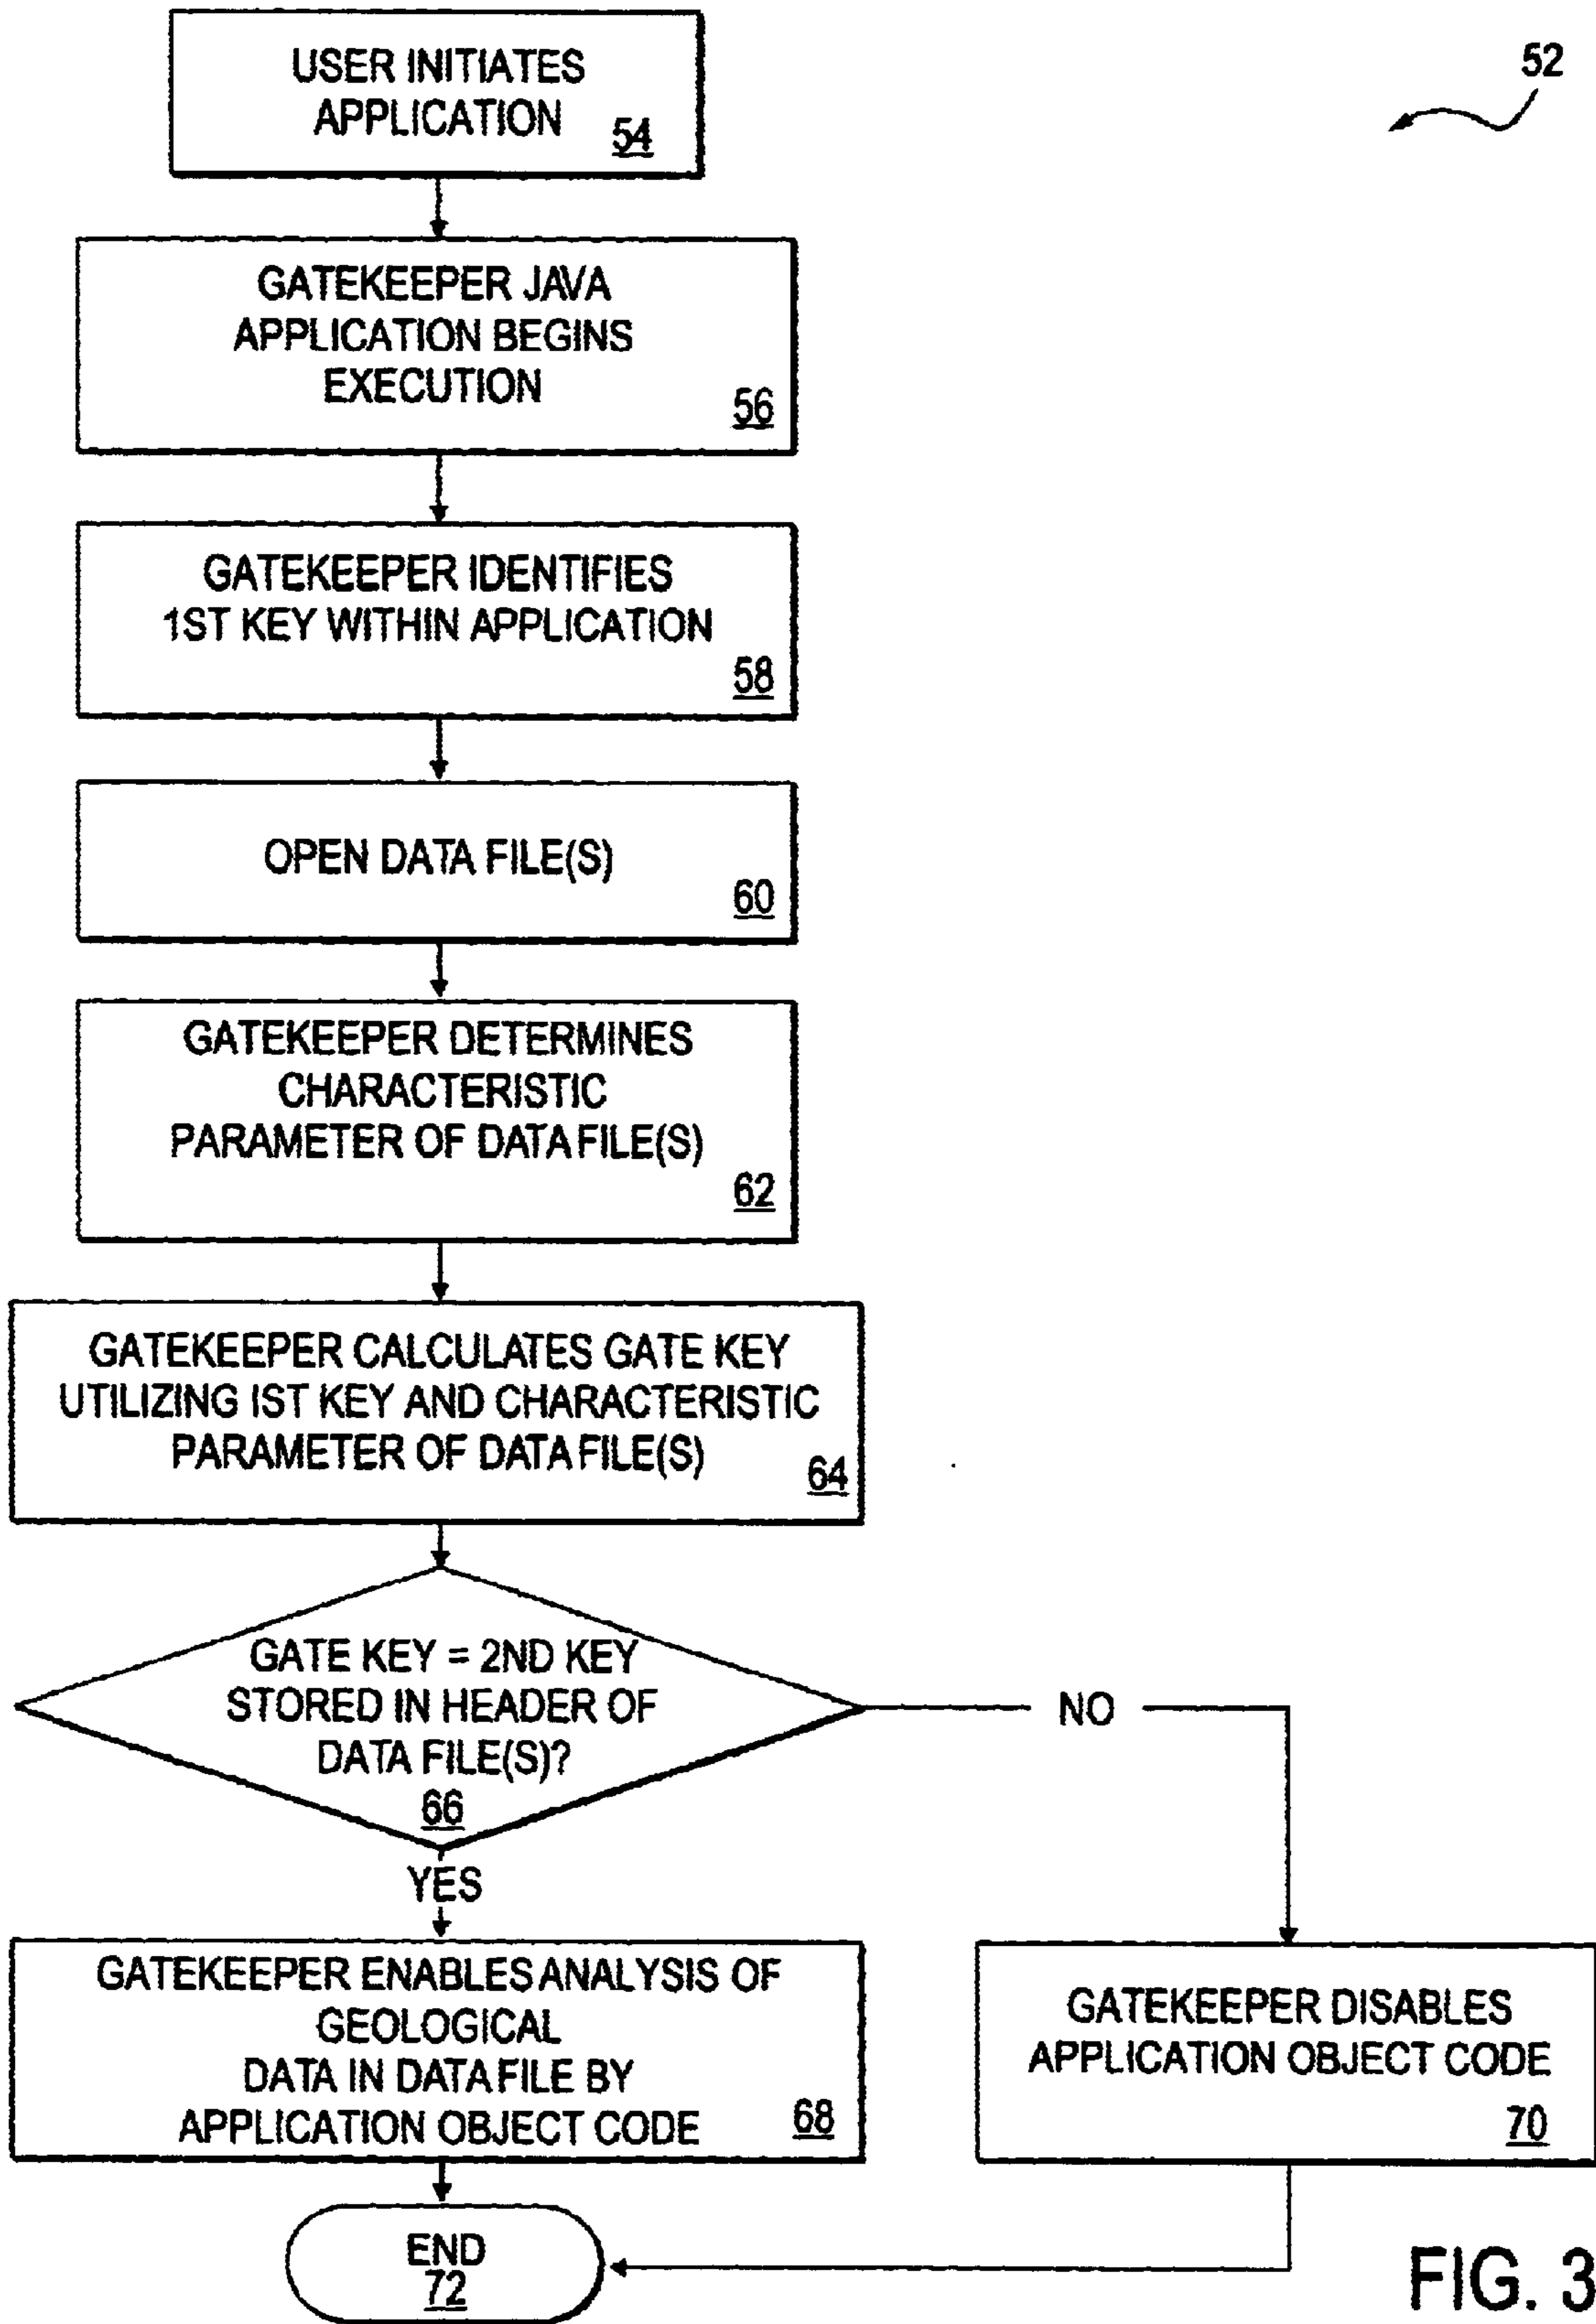 USER INITIATES
APPLICATION
54
52
GATEKEEPER JAVA
APPLICATION BEGINS
EXECUTION
56
GATEKEEPER IDENTIFIES
1ST KEY WITHIN APPLICATION
58
OPEN DATA FILE(S)
60
GATEKEEPER DETERMINES
CHARACTERISTIC
PARAMETER OF DATA FILE(S)
62
GATEKEEPER CALCULATES GATE KEY
UTILIZING IST KEY AND CHARACTERISTIC
PARAMETER OF DATA FILE(S)
64
GATE KEY = 2ND KEY
STORED IN HEADER OF
DATA FILE(S)?
66
NO
YES
GATEKEEPER ENABLES ANALYSIS OF
GEOLOGICAL
DATA IN DATA FILE BY
APPLICATION OBJECT CODE
68
GATEKEEPER DISABLES
APPLICATION OBJECT CODE
70
END
72
FIG. 3